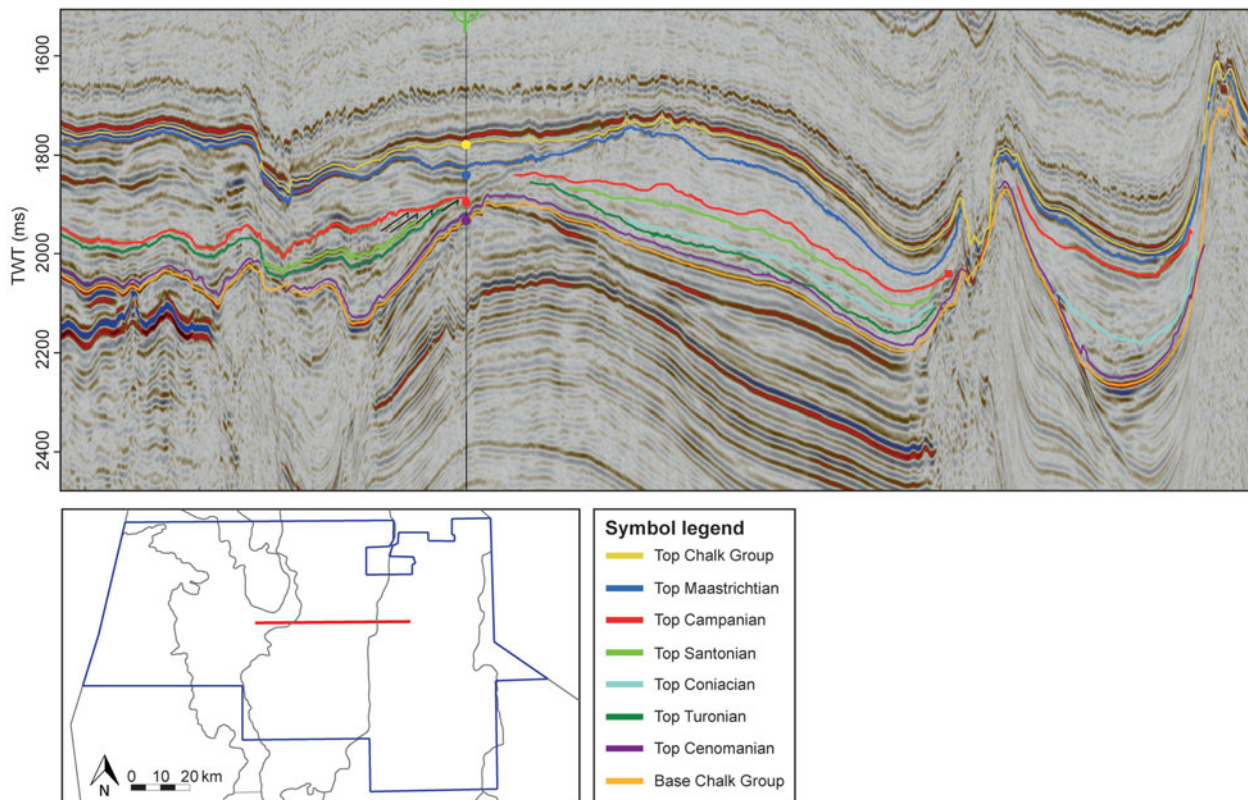 1600
1800
2000
2200
2400
TWT (ms)
N
0 10 20 km
Symbol legend
Top Chalk Group
Top Maastrichtian
Top Campanian
Top Santonian
Top Coniacian
Top Turonian
Top Cenomanian
Base Chalk Group